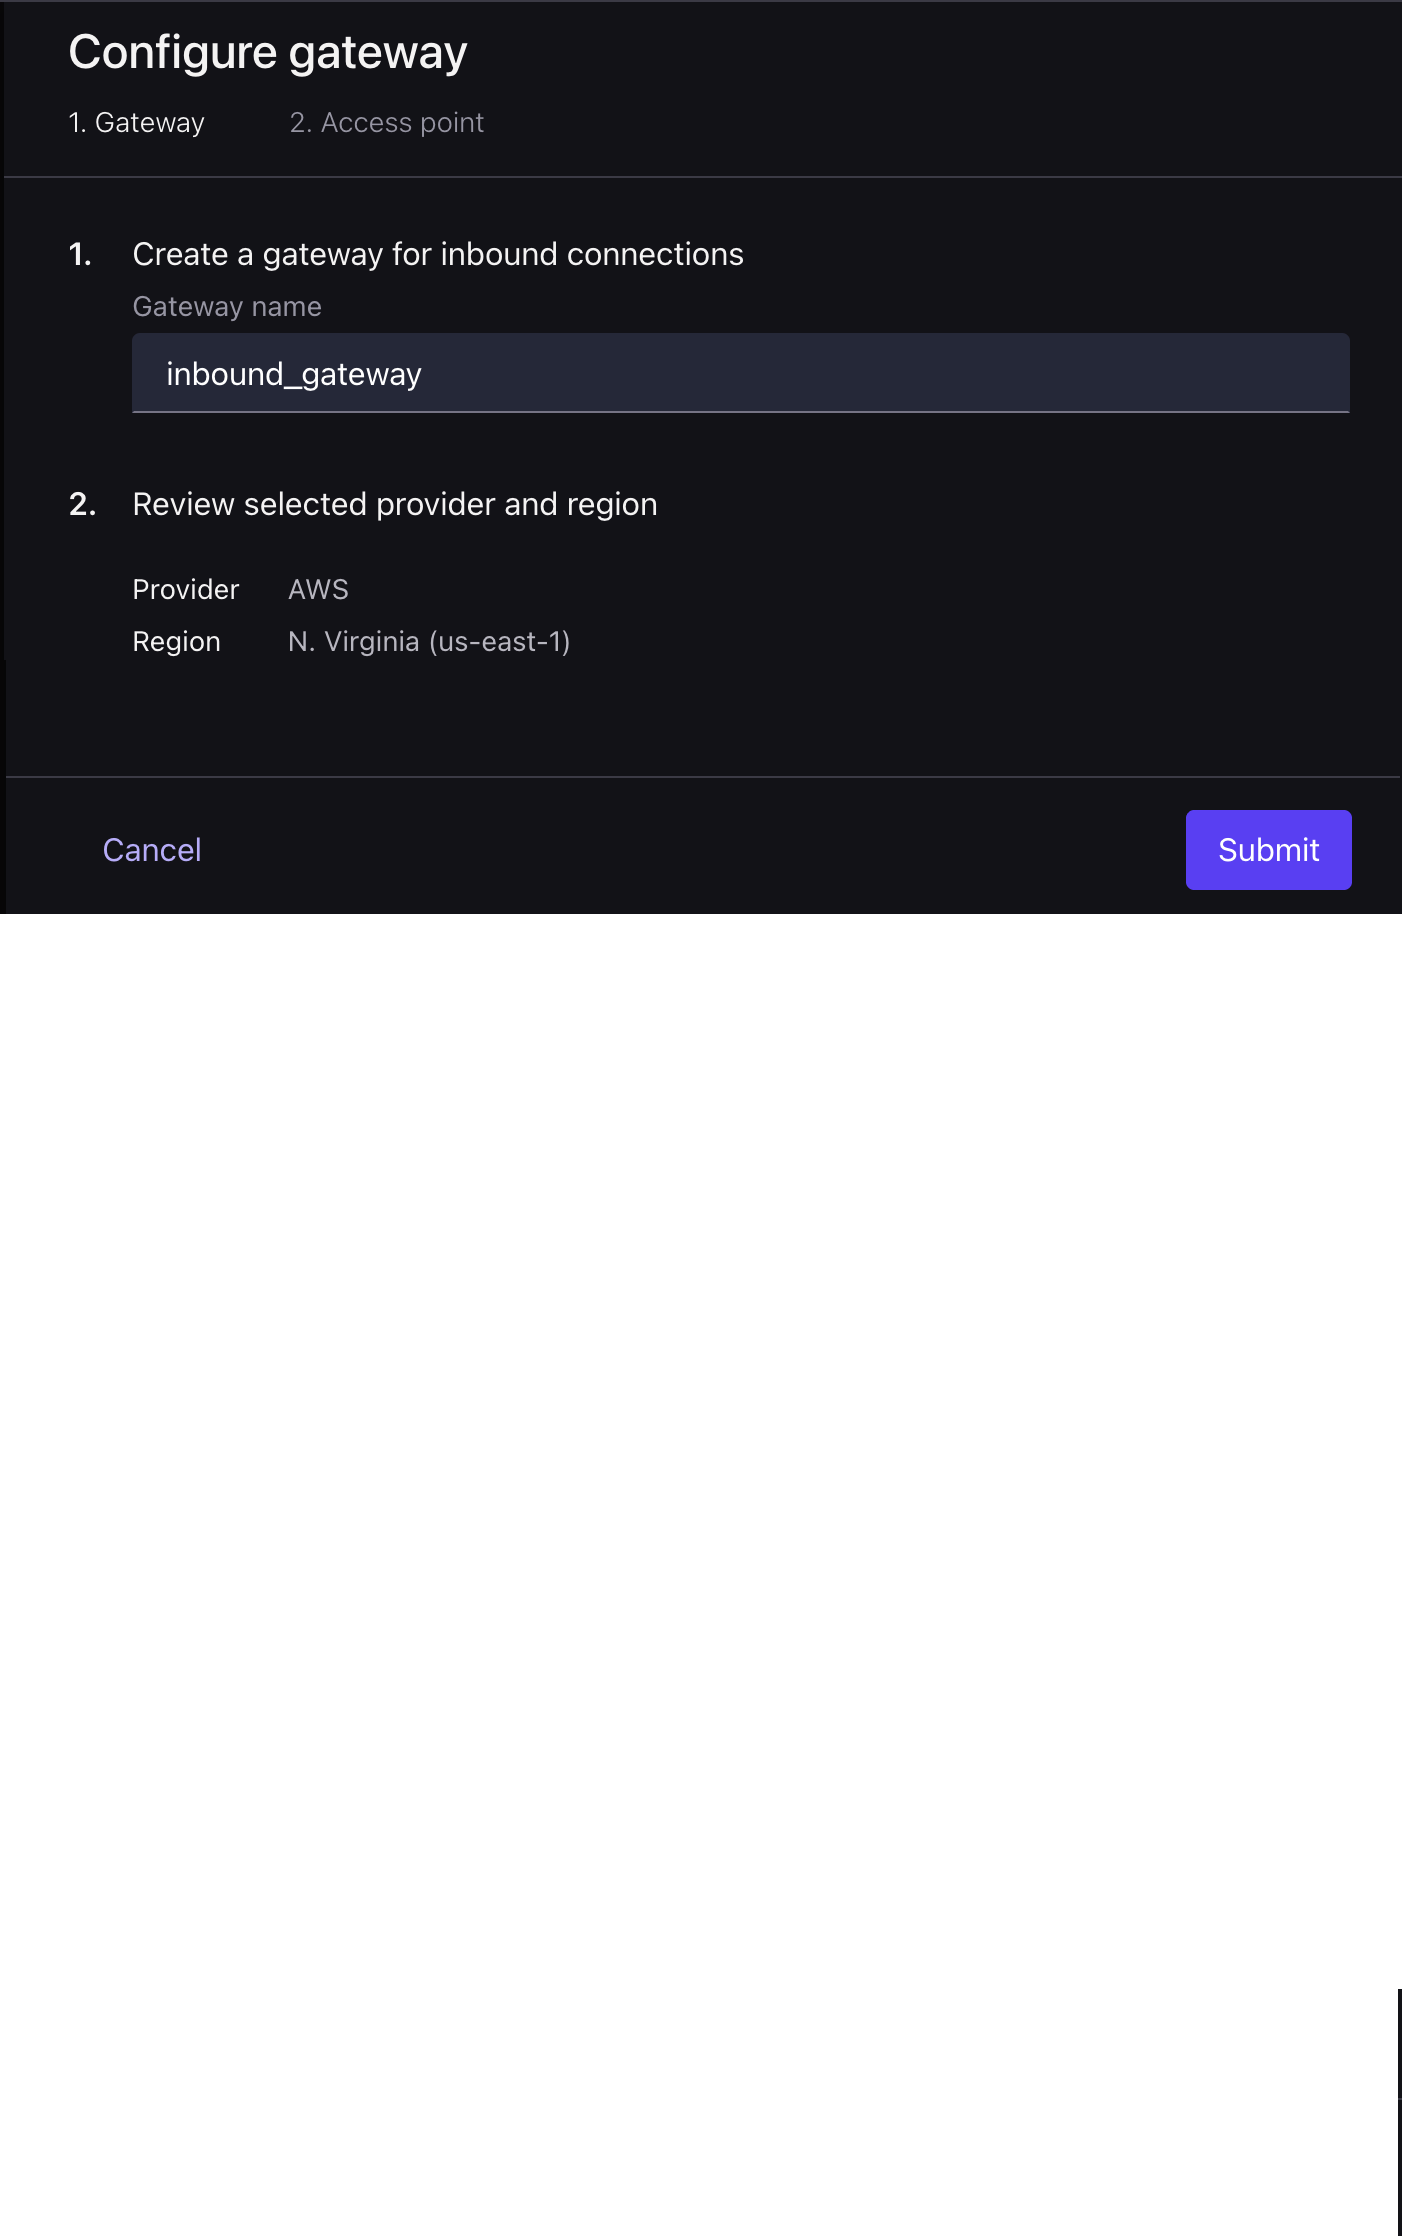 Configure gateway
1. Gateway 2. Access point
1. Create a gateway for inbound connections
Gateway name
inbound_gateway
2. Review selected provider and region
Provider AWS
Region N. Virginia (us-east-1)
Cancel Submit